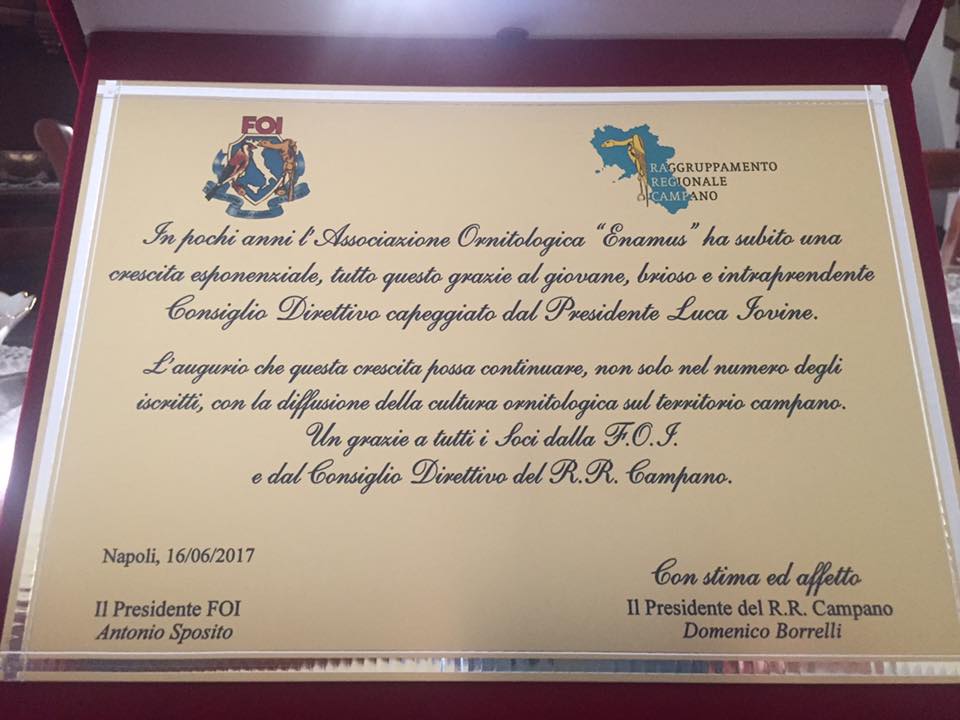 FOI
RAGGRUPPAMENTO
REGIONALE
CAMPANO
In pochi anni l'Associazione Ornitologica "Enamus" ha subito una
crescita esponenziale, tutto questo grazie al giovane, brioso e intraprendente
Consiglio Direttivo capeggiato dal Presidente Luca Iovine.
L'augurio che questa crescita possa continuare, non solo nel numero degli
iscritti, con la diffusione della cultura ornitologica sul territorio campano.
Un grazie a tutti i Soci dalla F.O.I.
e dal Consiglio Direttivo del R.R. Campano.
Napoli, 16/06/2017
Il Presidente FOI
Antonio Sposito
Con stima ed affetto
Il Presidente del R.R. Campano
Domenico Borrelli